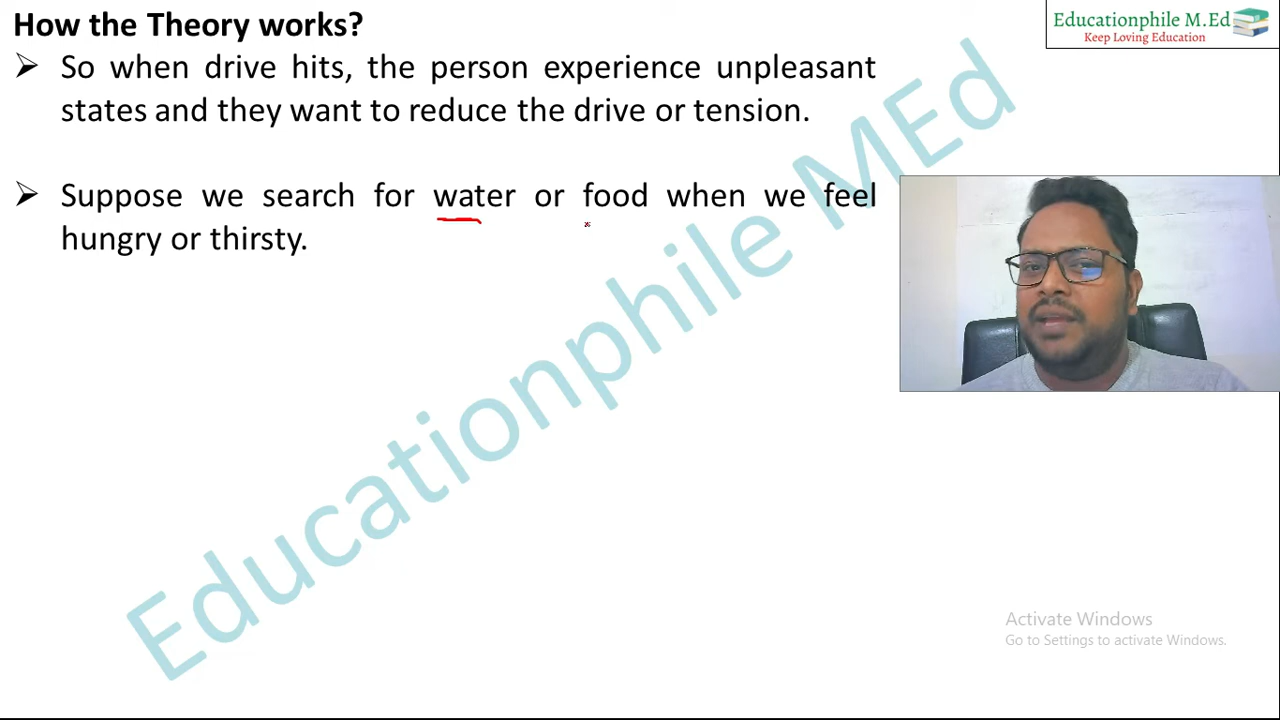 How the Theory works?
Educationphile M.Ed
Keep Loving Education
➢ So when drive hits, the person experience unpleasant
states and they want to reduce the drive or tension.
➢ Suppose we search for water or food when we feel
hungry or thirsty.
Educationphile MEd
Activate Windows
Go to Settings to activate Windows.